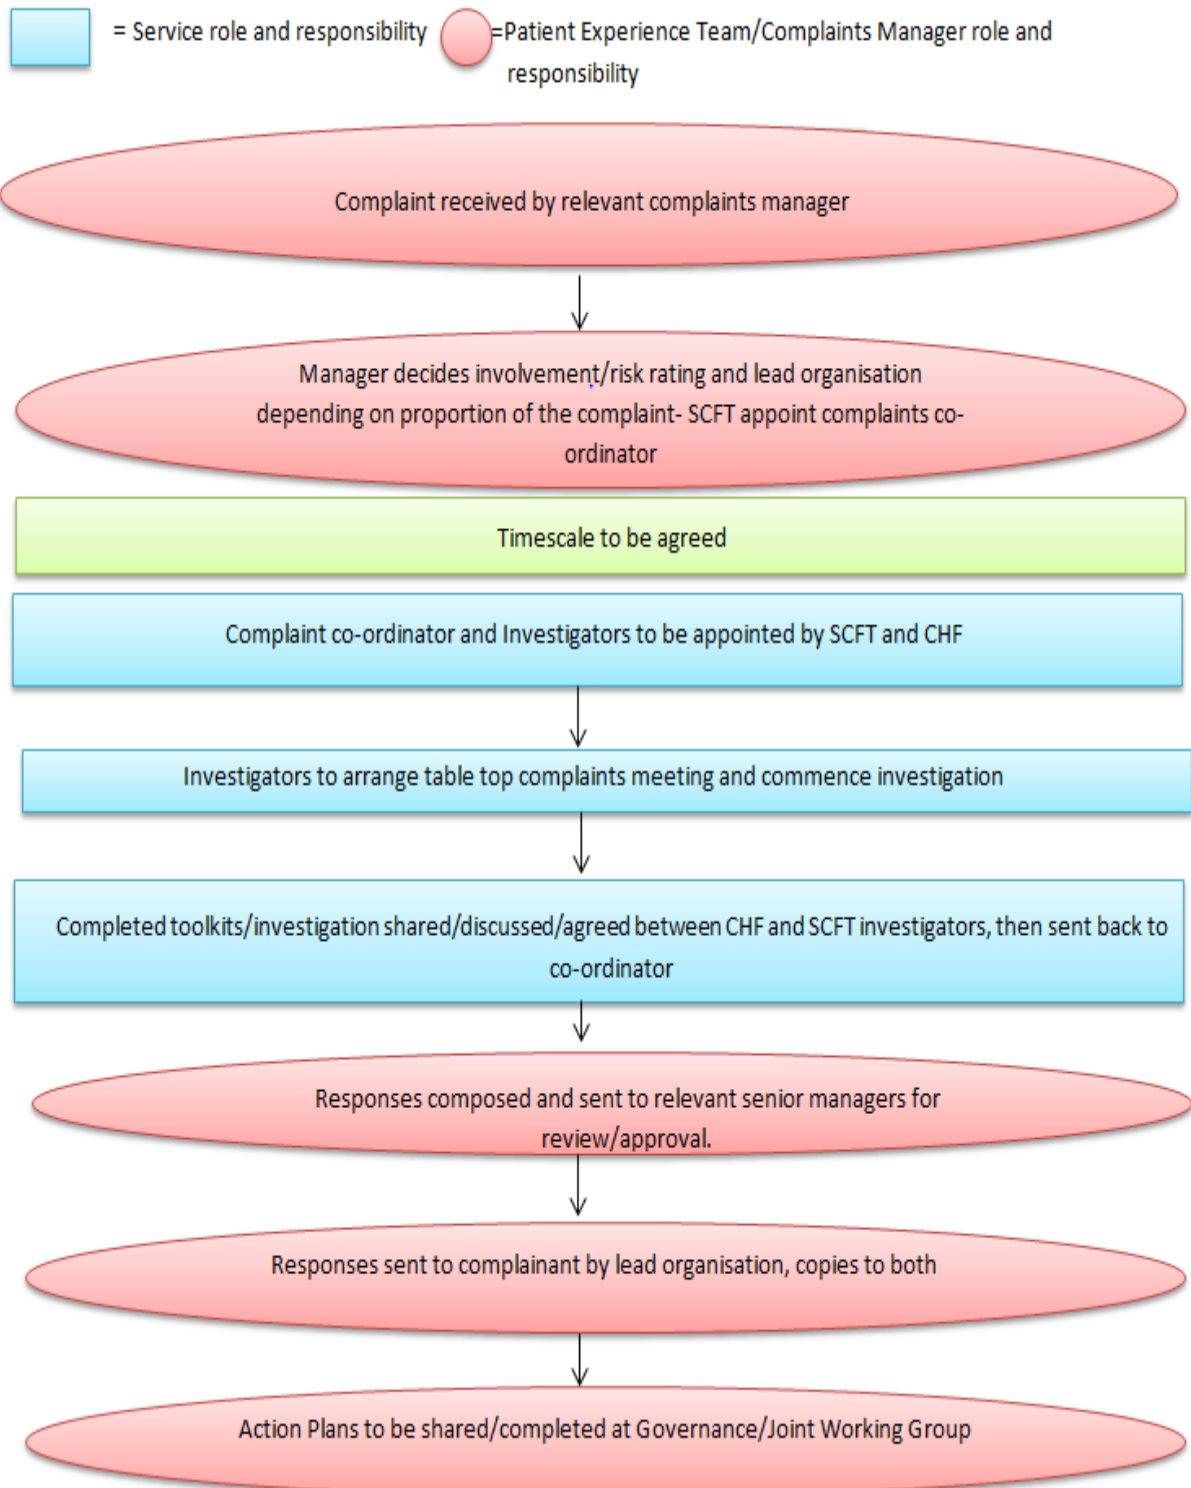 = Service role and responsibility
=Patient Experience Team/Complaints Manager role and
responsibility
Complaint received by relevant complaints manager
Manager decides involvement/risk rating and lead organisation
depending on proportion of the complaint- SCFT appoint complaints co-
ordinator
Timescale to be agreed
Complaint co-ordinator and Investigators to be appointed by SCFT and CHF
Investigators to arrange table top complaints meeting and commence investigation
Completed toolkits/investigation shared/discussed/agreed between CHF and SCFT investigators, then sent back to
co-ordinator
Responses composed and sent to relevant senior managers for
review/approval.
Responses sent to complainant by lead organisation, copies to both
Action Plans to be shared/completed at Governance/Joint Working Group